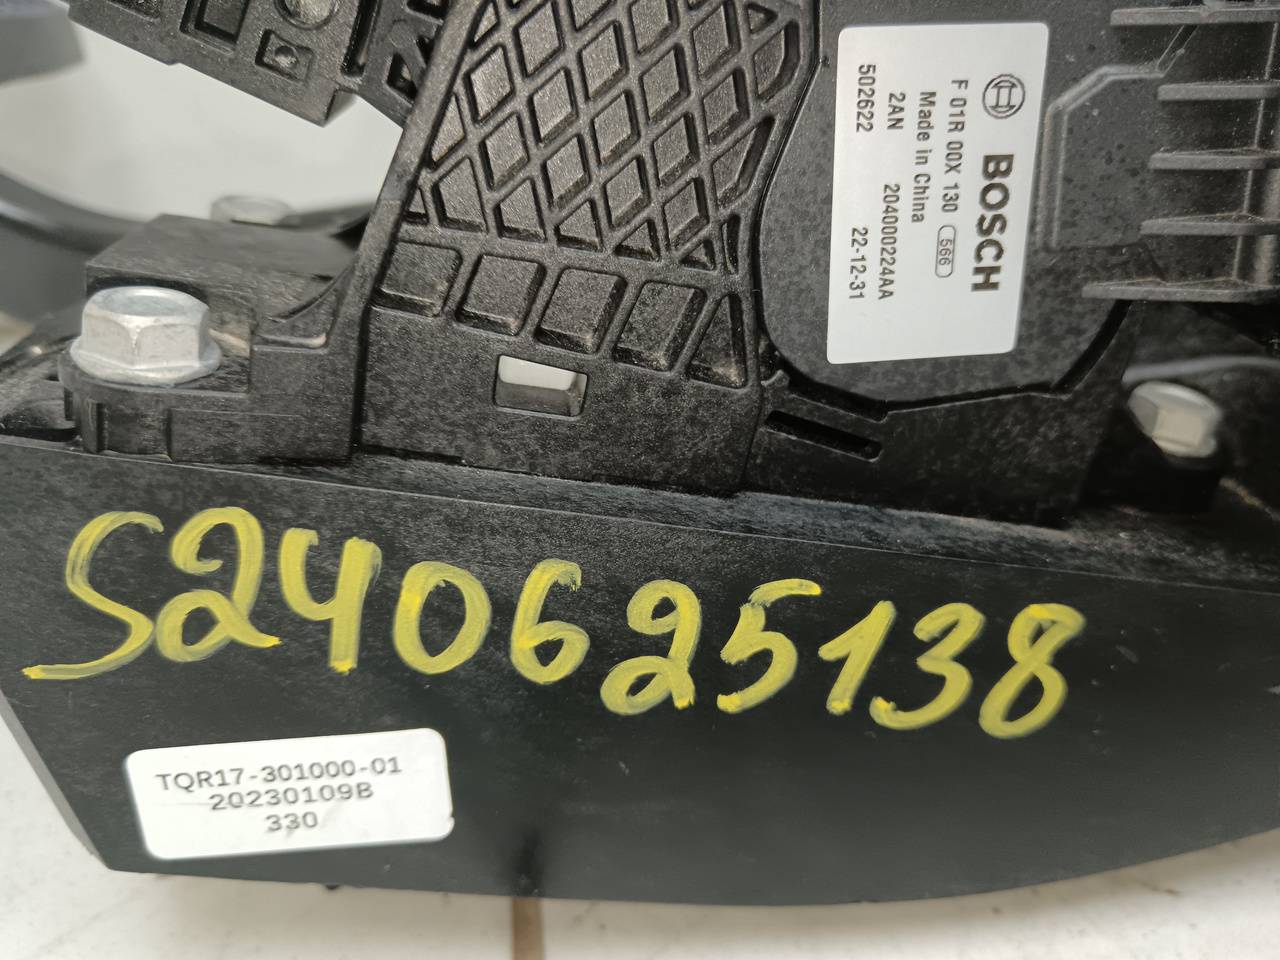 BOSCH
F 01R 00X 130 566
Made in China
2AN 204000224AA
502622 22-12-31
S240625138
TQR17-301000-01
20230109B
330